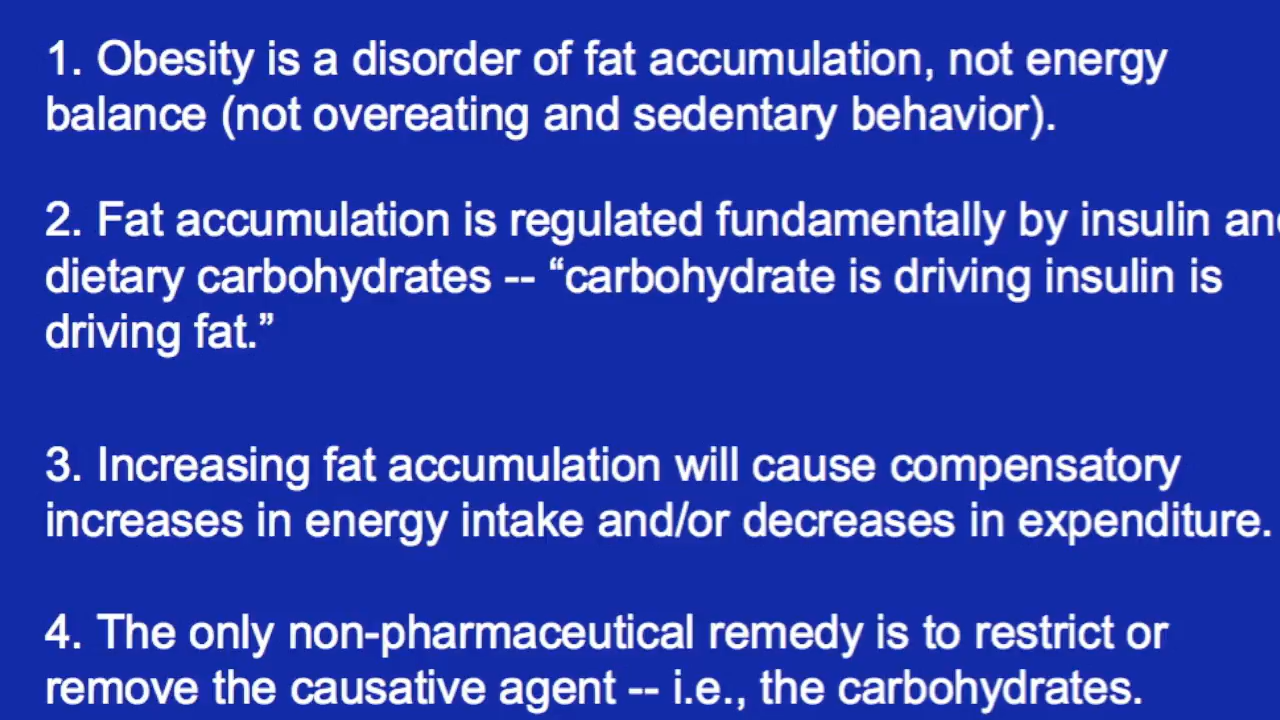 1. Obesity is a disorder of fat accumulation, not energy
balance (not overeating and sedentary behavior).
2. Fat accumulation is regulated fundamentally by insulin an
dietary carbohydrates -- “carbohydrate is driving insulin is
driving fat.”
3. Increasing fat accumulation will cause compensatory
increases in energy intake and/or decreases in expenditure.
4. The only non-pharmaceutical remedy is to restrict or
remove the causative agent -- i.e., the carbohydrates.